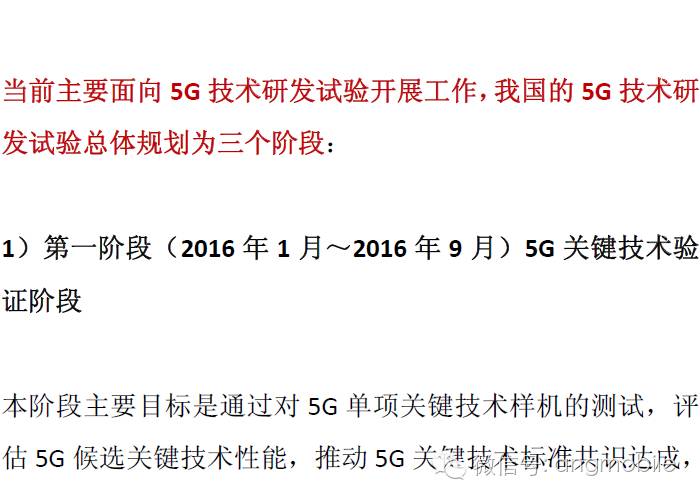 当前主要面向 5G 技术研发试验开展工作，我国的 5G 技术研
发试验总体规划为三个阶段：
1）第一阶段（2016 年 1 月～2016 年 9 月）5G 关键技术验
证阶段
本阶段主要目标是通过对 5G 单项关键技术样机的测试，评
估 5G 候选关键技术性能，推动 5G 关键技术标准共识达成，
微信号: angmobile